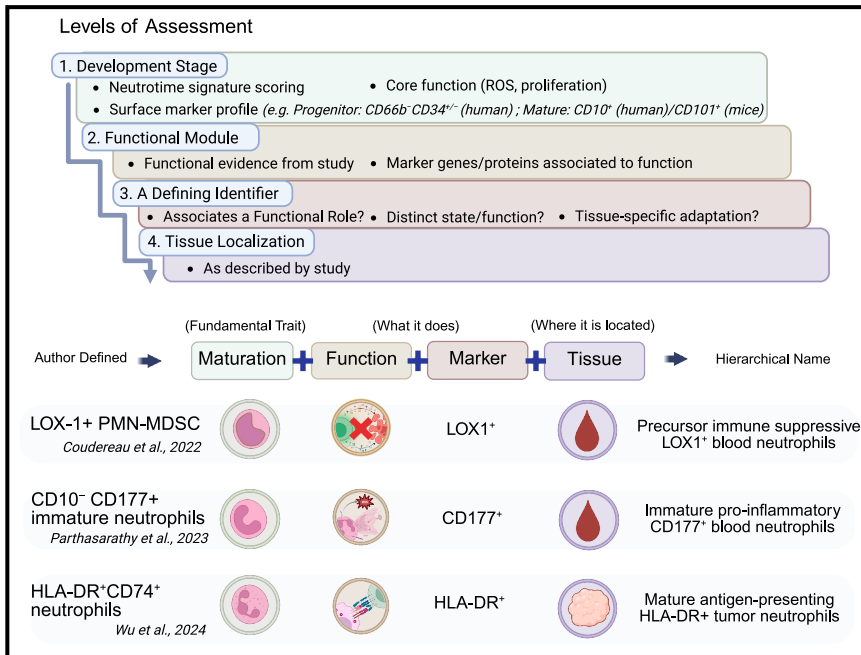 Levels of Assessment
1. Development Stage
• Neutrotime signature scoring
• Core function (ROS, proliferation)
• Surface marker profile (e.g. Progenitor: CD66b⁻CD34⁺/⁻ (human) ; Mature: CD10⁺ (human)/CD101⁺ (mice)
2. Functional Module
• Functional evidence from study
• Marker genes/proteins associated to function
3. A Defining Identifier
• Associates a Functional Role?
• Distinct state/function?
• Tissue-specific adaptation?
4. Tissue Localization
• As described by study
(Fundamental Trait)
(What it does)
(Where it is located)
Author Defined
Maturation
+
Function
+
Marker
+
Tissue
Hierarchical Name
LOX-1+ PMN-MDSC
Coudereau et al., 2022
LOX1⁺
Precursor immune suppressive
LOX1⁺ blood neutrophils
CD10⁻ CD177+
immature neutrophils
Parthasarathy et al., 2023
CD177⁺
Immature pro-inflammatory
CD177⁺ blood neutrophils
HLA-DR⁺CD74⁺
neutrophils
Wu et al., 2024
HLA-DR⁺
Mature antigen-presenting
HLA-DR+ tumor neutrophils